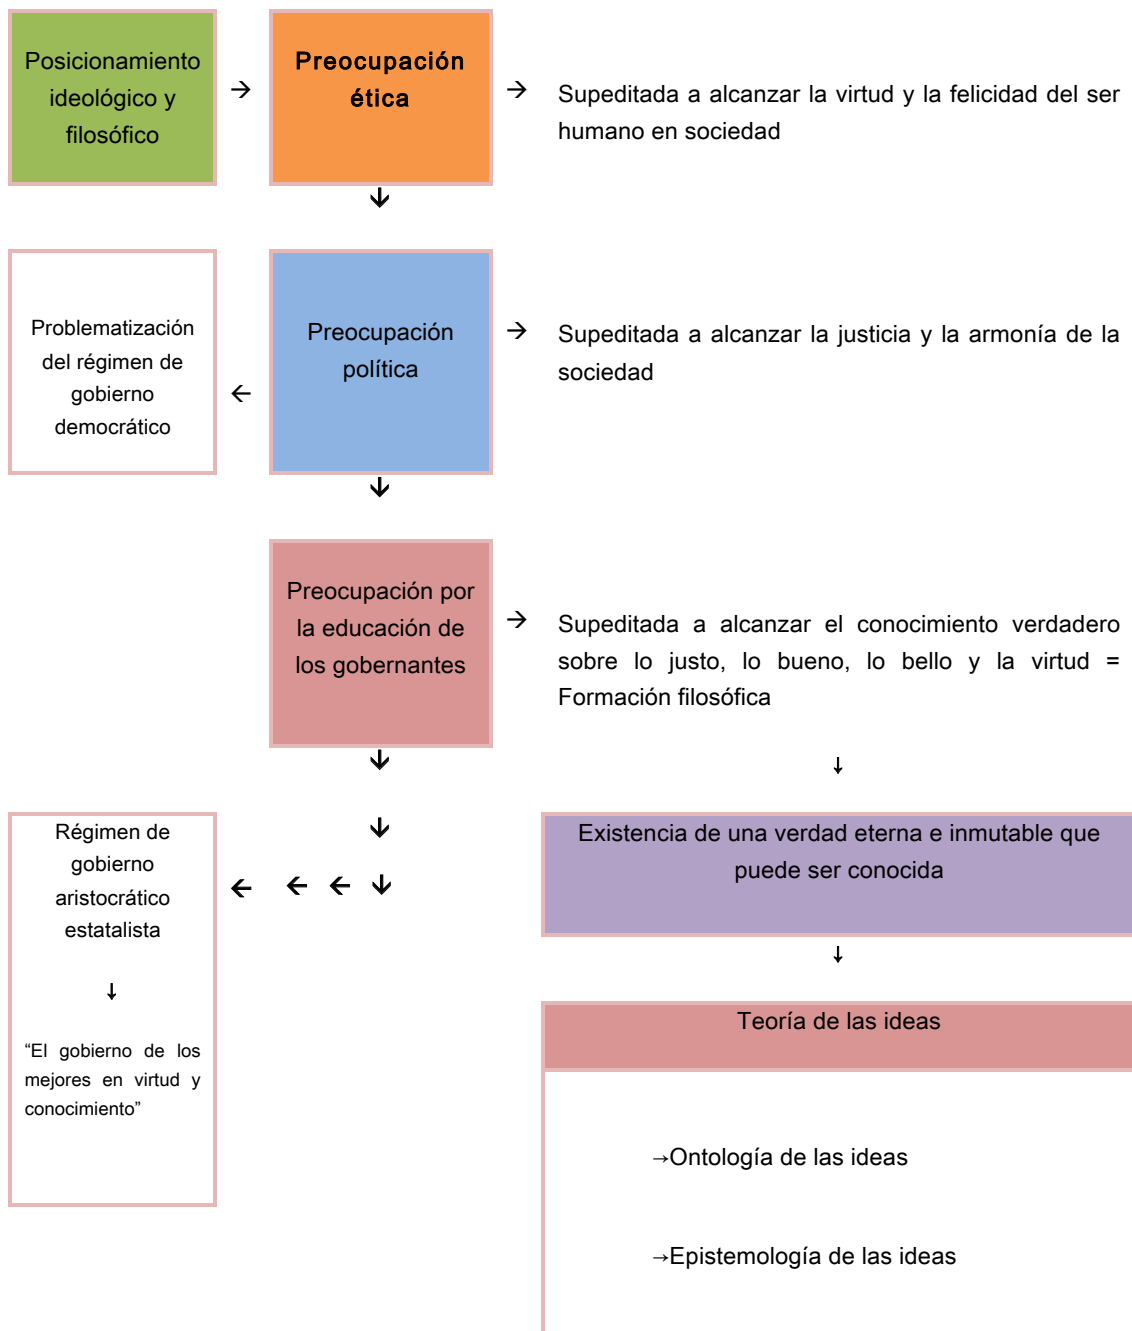 Posicionamiento
ideológico y
filosófico
→
Preocupación
ética
→
Supeditada a alcanzar la virtud y la felicidad del ser
humano en sociedad
↓
Problematización
del régimen de
gobierno
democrático
←
Preocupación
política
→
Supeditada a alcanzar la justicia y la armonía de la
sociedad
↓
Preocupación por
la educación de
los gobernantes
→
Supeditada a alcanzar el conocimiento verdadero
sobre lo justo, lo bueno, lo bello y la virtud =
Formación filosófica
↓
↓
↓
Régimen de
gobierno
aristocrático
estatalista
↓
“El gobierno de los
mejores en virtud y
conocimiento”
← ← ← ↓
Existencia de una verdad eterna e inmutable que
puede ser conocida
↓
Teoría de las ideas
→Ontología de las ideas
→Epistemología de las ideas